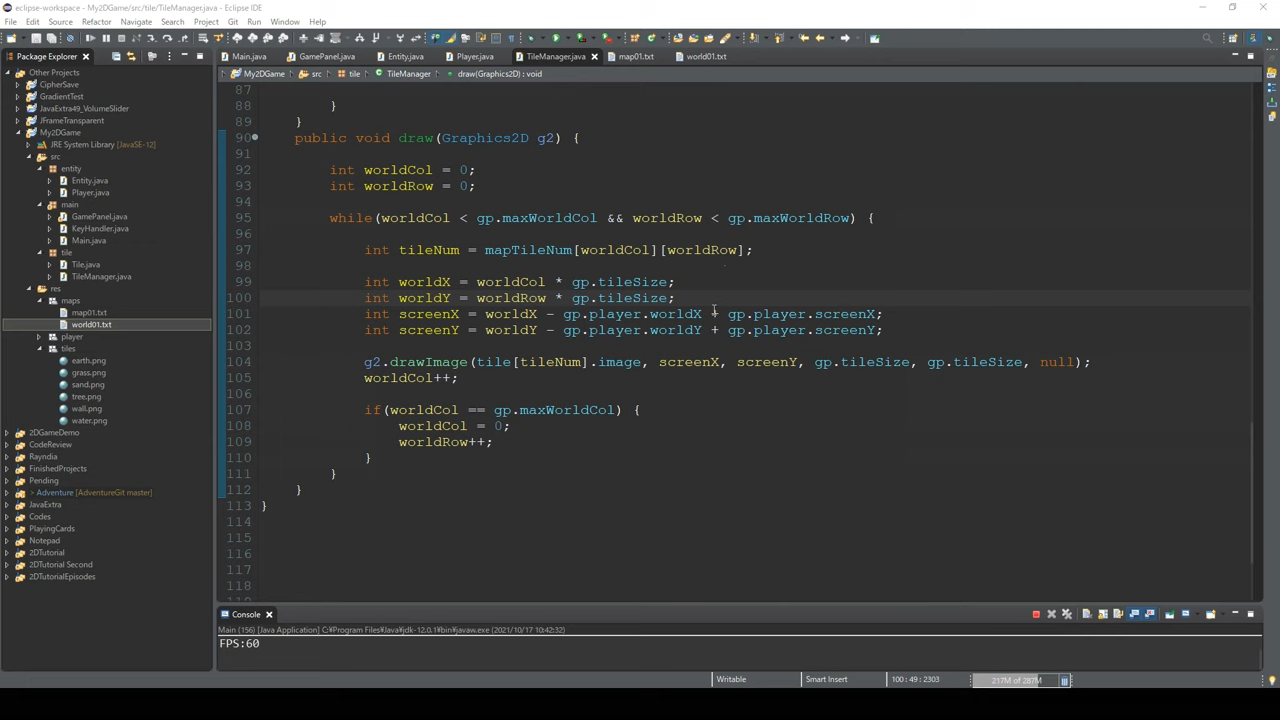 eclipse-workspace - My2DGame/src/tile/TileManager.java - Eclipse IDE
File Edit Source Refactor Navigate Search Project Git Run Window Help
Package Explorer
Main.java GamePanel.java Entity.java Player.java TileManager.java map01.txt world01.txt
My2DGame src tile TileManager draw(Graphics2D) : void
Other Projects
CipherSave
GradientTest
JavaExtra49_VolumeSlider
JFrameTransparent
My2DGame
JRE System Library [JavaSE-12]
src
entity
Entity.java
Player.java
main
GamePanel.java
KeyHandler.java
Main.java
tile
Tile.java
TileManager.java
res
maps
map01.txt
world01.txt
player
tiles
earth.png
grass.png
sand.png
tree.png
wall.png
water.png
2DGameDemo
CodeReview
Rayndia
FinishedProjects
Pending
> Adventure [AdventureGit master]
JavaExtra
Codes
PlayingCards
Notepad
2DTutorial
2DTutorial Second
2DTutorialEpisodes
87
88 }
89 }
90 public void draw(Graphics2D g2) {
91
92 int worldCol = 0;
93 int worldRow = 0;
94
95 while(worldCol < gp.maxWorldCol && worldRow < gp.maxWorldRow) {
96
97 int tileNum = mapTileNum[worldCol][worldRow];
98
99 int worldX = worldCol * gp.tileSize;
100 int worldY = worldRow * gp.tileSize;
101 int screenX = worldX - gp.player.worldX + gp.player.screenX;
102 int screenY = worldY - gp.player.worldY + gp.player.screenY;
103
104 g2.drawImage(tile[tileNum].image, screenX, screenY, gp.tileSize, gp.tileSize, null);
105 worldCol++;
106
107 if(worldCol == gp.maxWorldCol) {
108 worldCol = 0;
109 worldRow++;
110 }
111 }
112 }
113 }
114
115
116
117
118
Console
Main (156) [Java Application] C:¥Program Files¥Java¥jdk-12.0.1¥bin¥javaw.exe (2021/10/17 10:42:32)
FPS:60
Writable Smart Insert 100 : 49 : 2303 217M of 287M